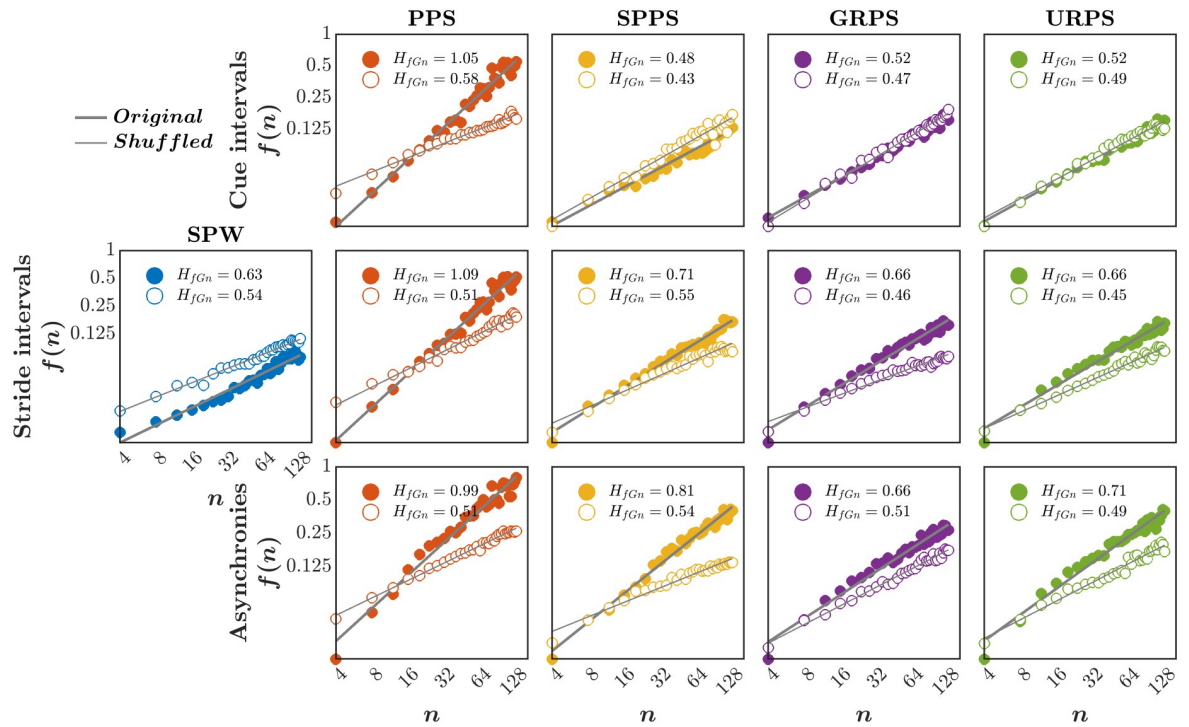 PPS SPPS GRPS URPS
Original
Shuffled
Cue intervals
f(n)
1
0.5
0.25
0.125
H_fGn = 1.05
H_fGn = 0.58
H_fGn = 0.48
H_fGn = 0.43
H_fGn = 0.52
H_fGn = 0.47
H_fGn = 0.52
H_fGn = 0.49
SPW
Stride intervals
f(n)
1
0.5
0.25
0.125
H_fGn = 0.63
H_fGn = 0.54
4 8 16 32 64 128
n
H_fGn = 1.09
H_fGn = 0.51
H_fGn = 0.71
H_fGn = 0.55
H_fGn = 0.66
H_fGn = 0.46
H_fGn = 0.66
H_fGn = 0.45
Asynchronies
f(n)
1
0.5
0.25
0.125
H_fGn = 0.99
H_fGn = 0.51
H_fGn = 0.81
H_fGn = 0.54
H_fGn = 0.66
H_fGn = 0.51
H_fGn = 0.71
H_fGn = 0.49
4 8 16 32 64 128
4 8 16 32 64 128
4 8 16 32 64 128
4 8 16 32 64 128
n n n n